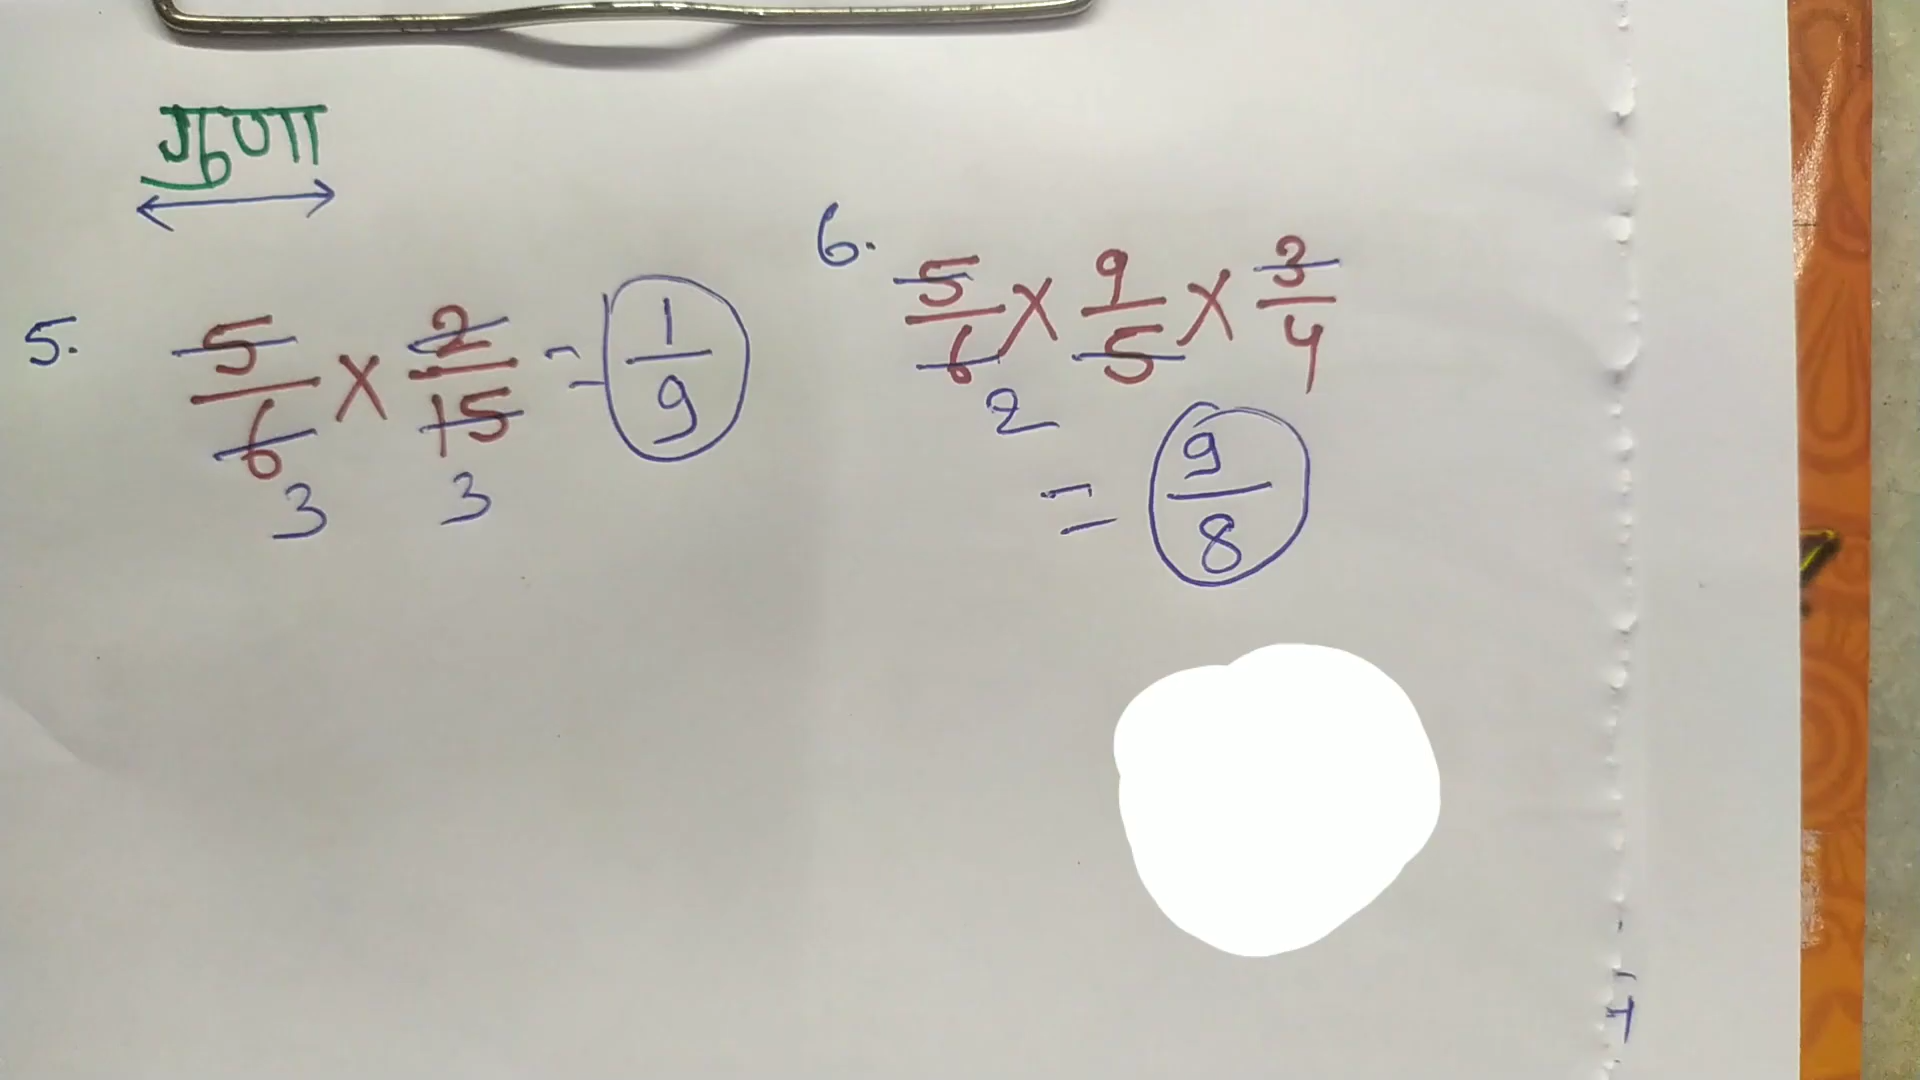 गुणा
5. 5/6 × 2/15 = 1/9
3 3
6. 5/6 × 9/5 × 3/4
2
= 9/8